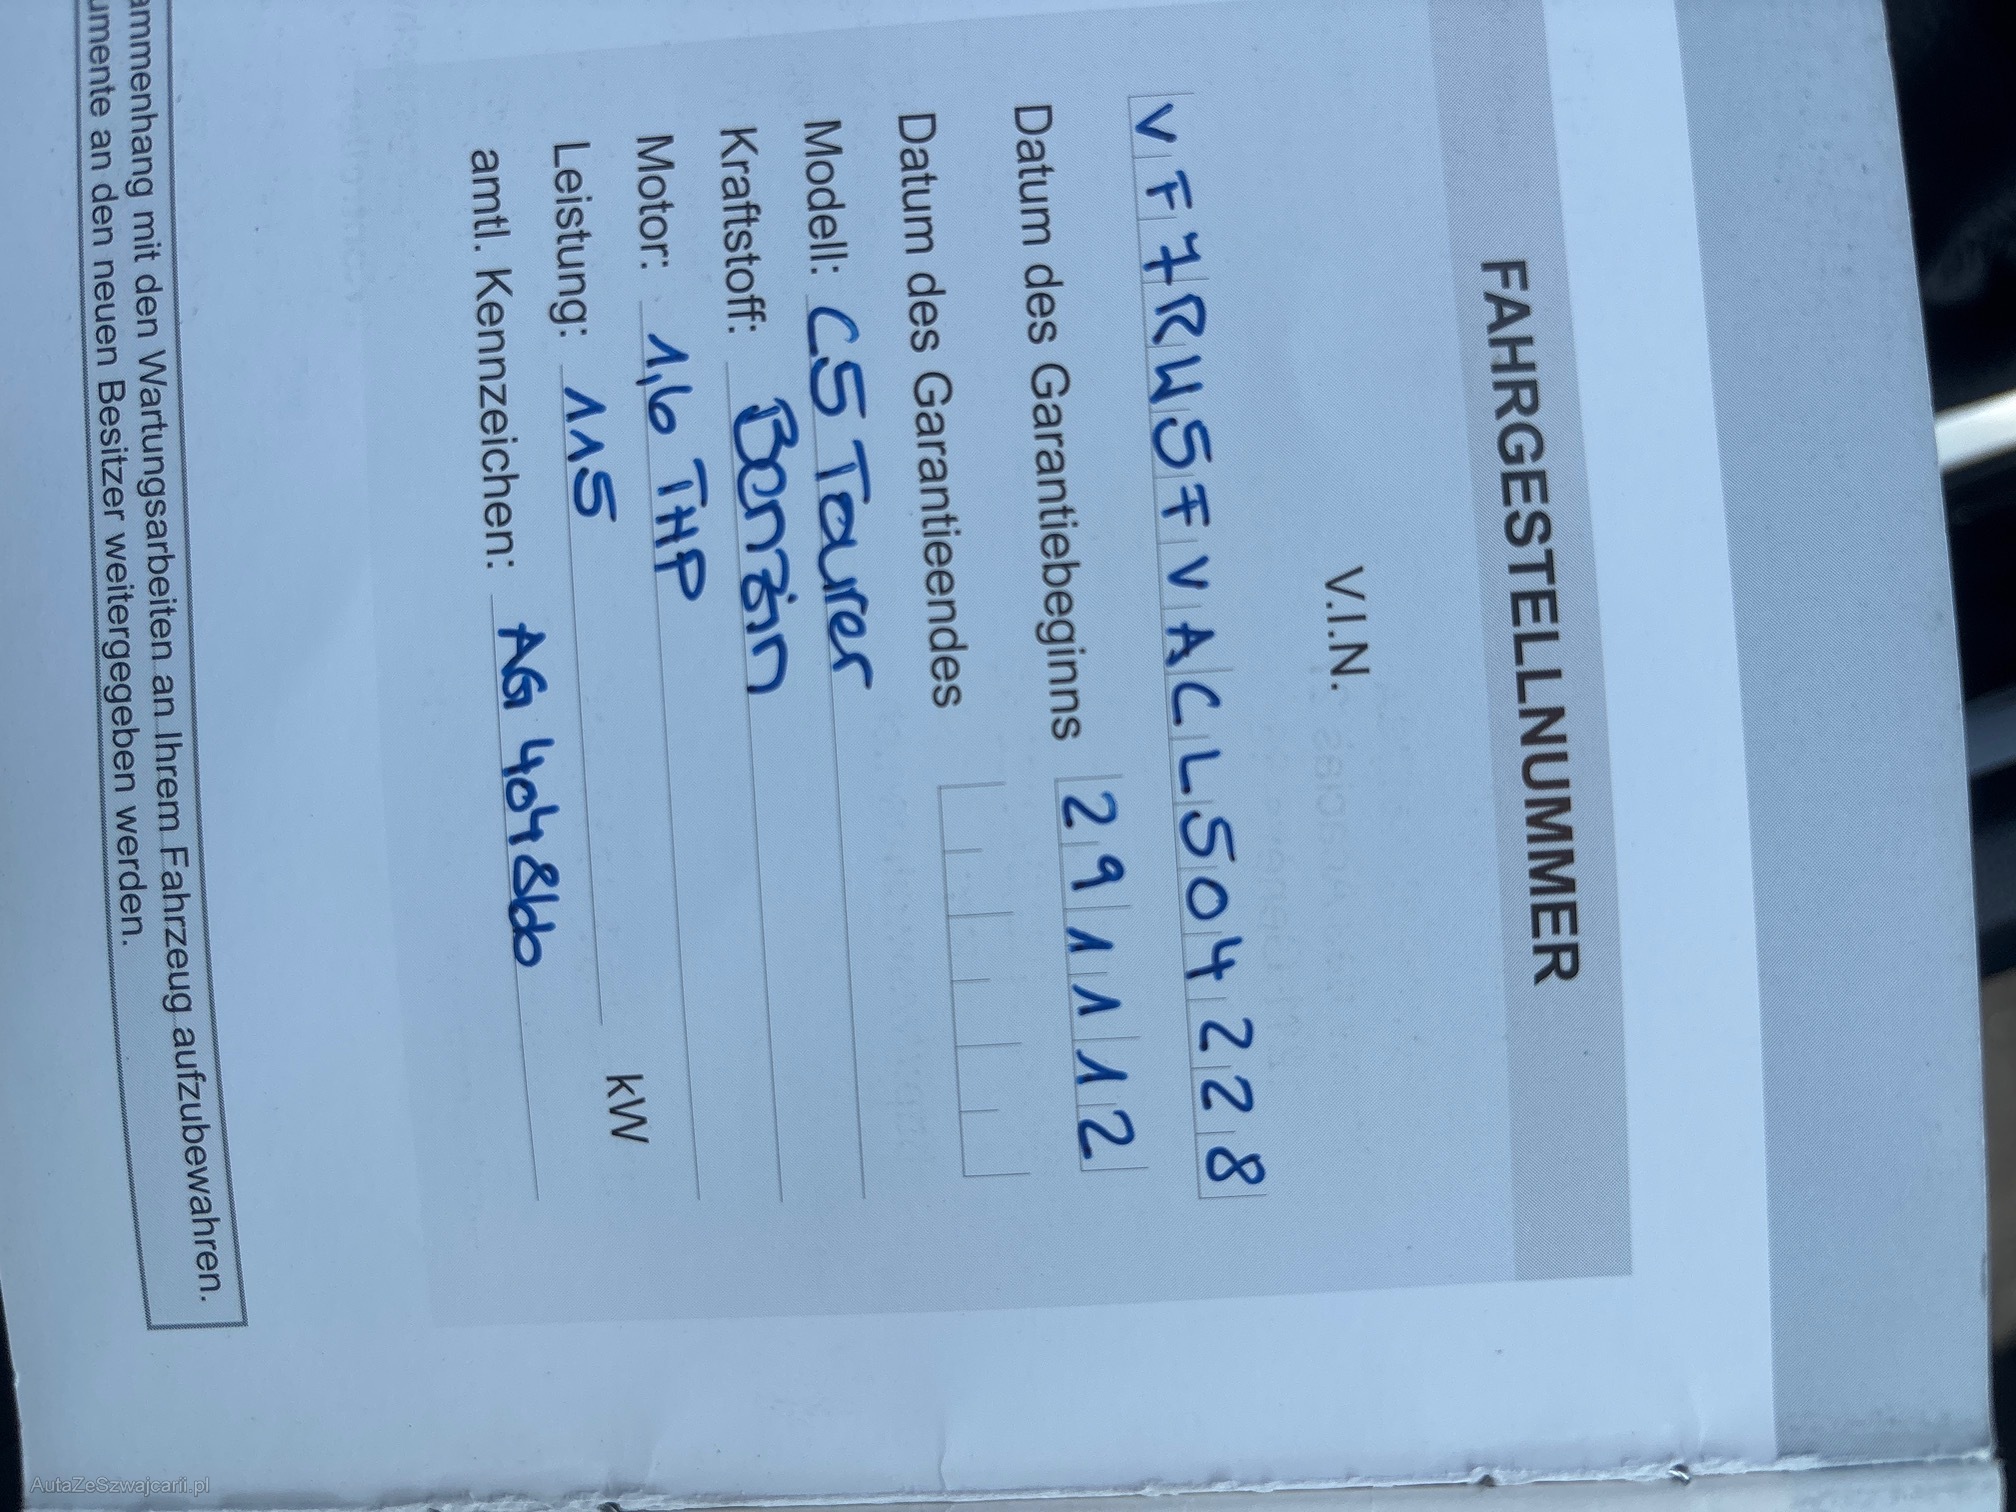 FAHRGESTELLNUMMER
V.I.N.
VF7RW5FVACL504228
Datum des Garantiebeginns 291112
Datum des Garantieendes
Modell: C5 Tourer
Kraftstoff: Benzin
Motor: 1,6 THP
Leistung: 115 kW
amtl. Kennzeichen: AG
ammenhang mit den Wartungsarbeiten an Ihrem Fahrzeug aufzubewahren.
umente an den neuen Besitzer weitergegeben werden.
AutaZeSzwajcarii.pl